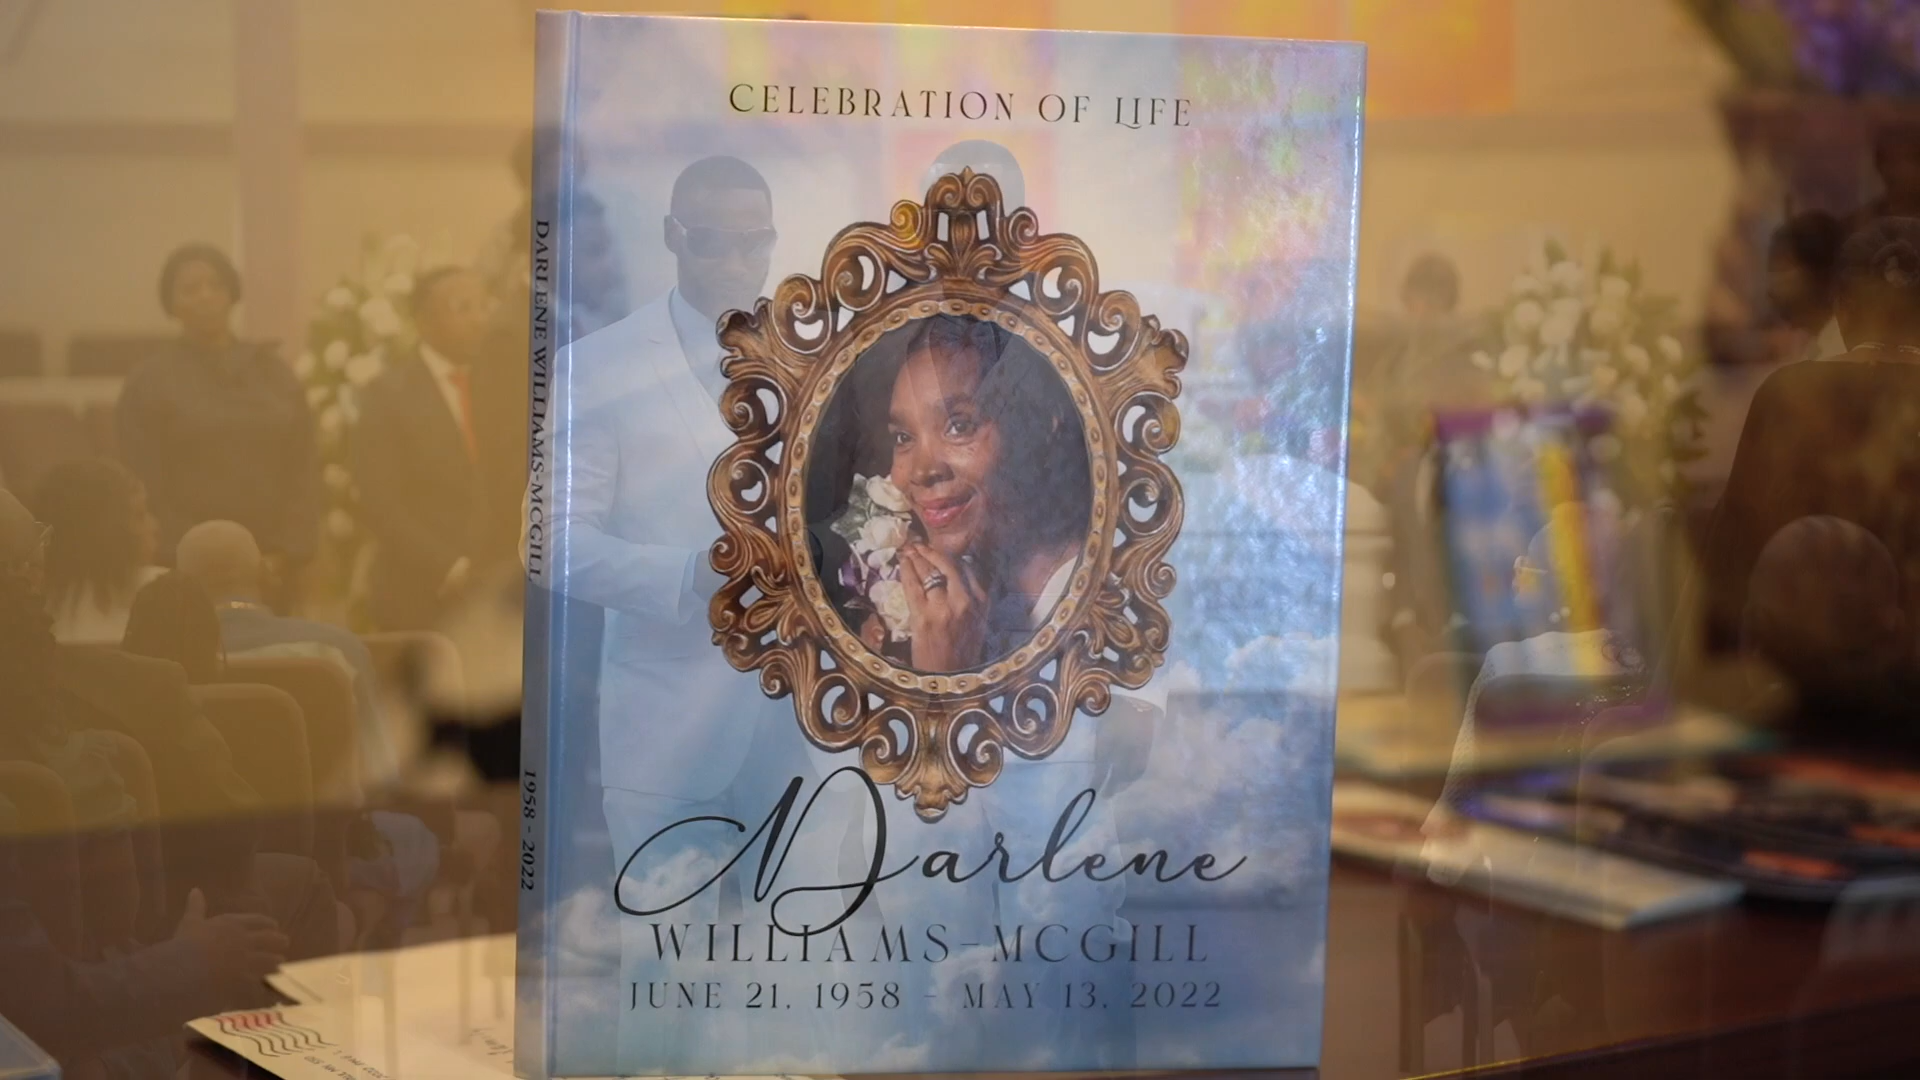 CELEBRATION OF LIFE
DARLENE WILLIAMS-MCGILL
1958 - 2022
Darlene
WILLIAMS-MCGILL
JUNE 21, 1958 - MAY 13, 2022